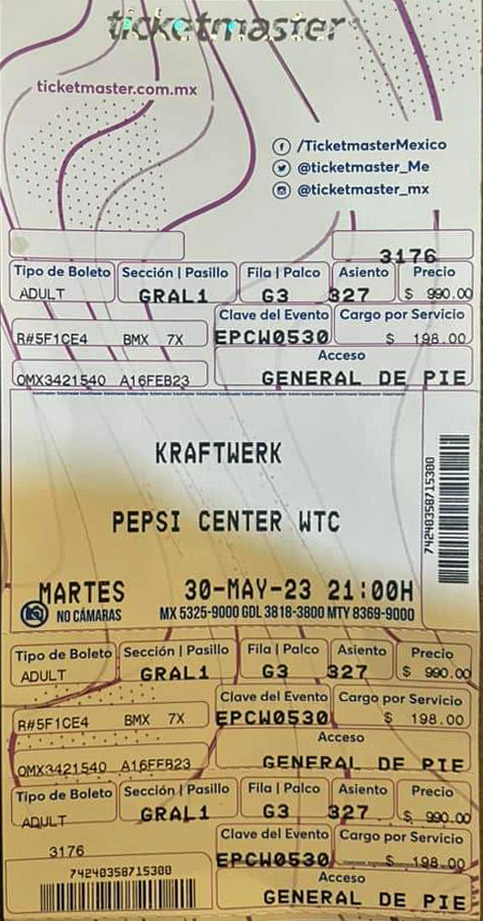 ticketmaster
ticketmaster.com.mx
/TicketmasterMexico
@ticketmaster_Me
@ticketmaster_mx
3176
Tipo de Boleto Sección | Pasillo Fila | Palco Asiento Precio
ADULT GRAL1 G3 327 $ 990.00
Clave del Evento Cargo por Servicio
R#5F1CE4 BMX 7X EPCW0530 $ 198.00
Acceso
OMX3421540 A16FEB23 GENERAL DE PIE
KRAFTWERK
PEPSI CENTER WTC
74240358715300
MARTES 30-MAY-23 21:00H
NO CÁMARAS MX 5325-9000 GDL 3818-3800 MTY 8369-9000
Tipo de Boleto Sección | Pasillo Fila | Palco Asiento Precio
ADULT GRAL1 G3 327 $ 990.00
Clave del Evento Cargo por Servicio
R#5F1CE4 BMX 7X EPCW0530 $ 198.00
Acceso
OMX3421540 A16FEB23 GENERAL DE PIE
Tipo de Boleto Sección | Pasillo Fila | Palco Asiento Precio
ADULT GRAL1 G3 327 $ 990.00
Clave del Evento Cargo por Servicio
3176 EPCW0530 $ 198.00
74240358715300 Acceso
GENERAL DE PIE